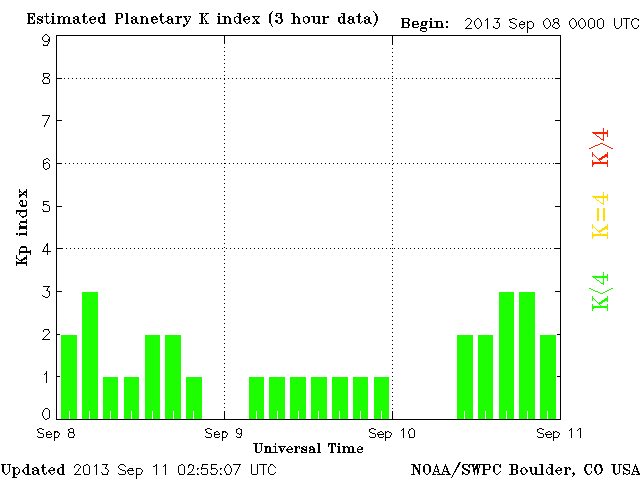 Estimated Planetary K index (3 hour data)
Begin: 2013 Sep 08 0000 UTC
9
8
7
6
5
4
3
2
1
0
Kp index
K>4
K=4
K<4
Sep 8
Sep 9
Sep 10
Sep 11
Universal Time
Updated 2013 Sep 11 02:55:07 UTC
NOAA/SWPC Boulder, CO USA